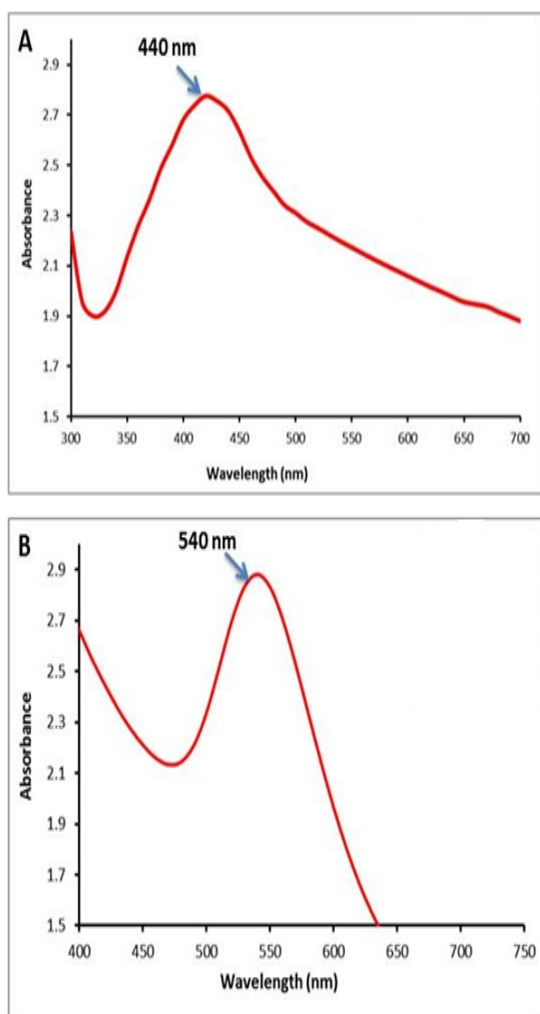 A
440 nm
2.9
2.7
2.5
2.3
2.1
1.9
1.7
1.5
Absorbance
300 350 400 450 500 550 600 650 700
Wavelength (nm)
B
540 nm
2.9
2.7
2.5
2.3
2.1
1.9
1.7
1.5
Absorbance
400 450 500 550 600 650 700 750
Wavelength (nm)